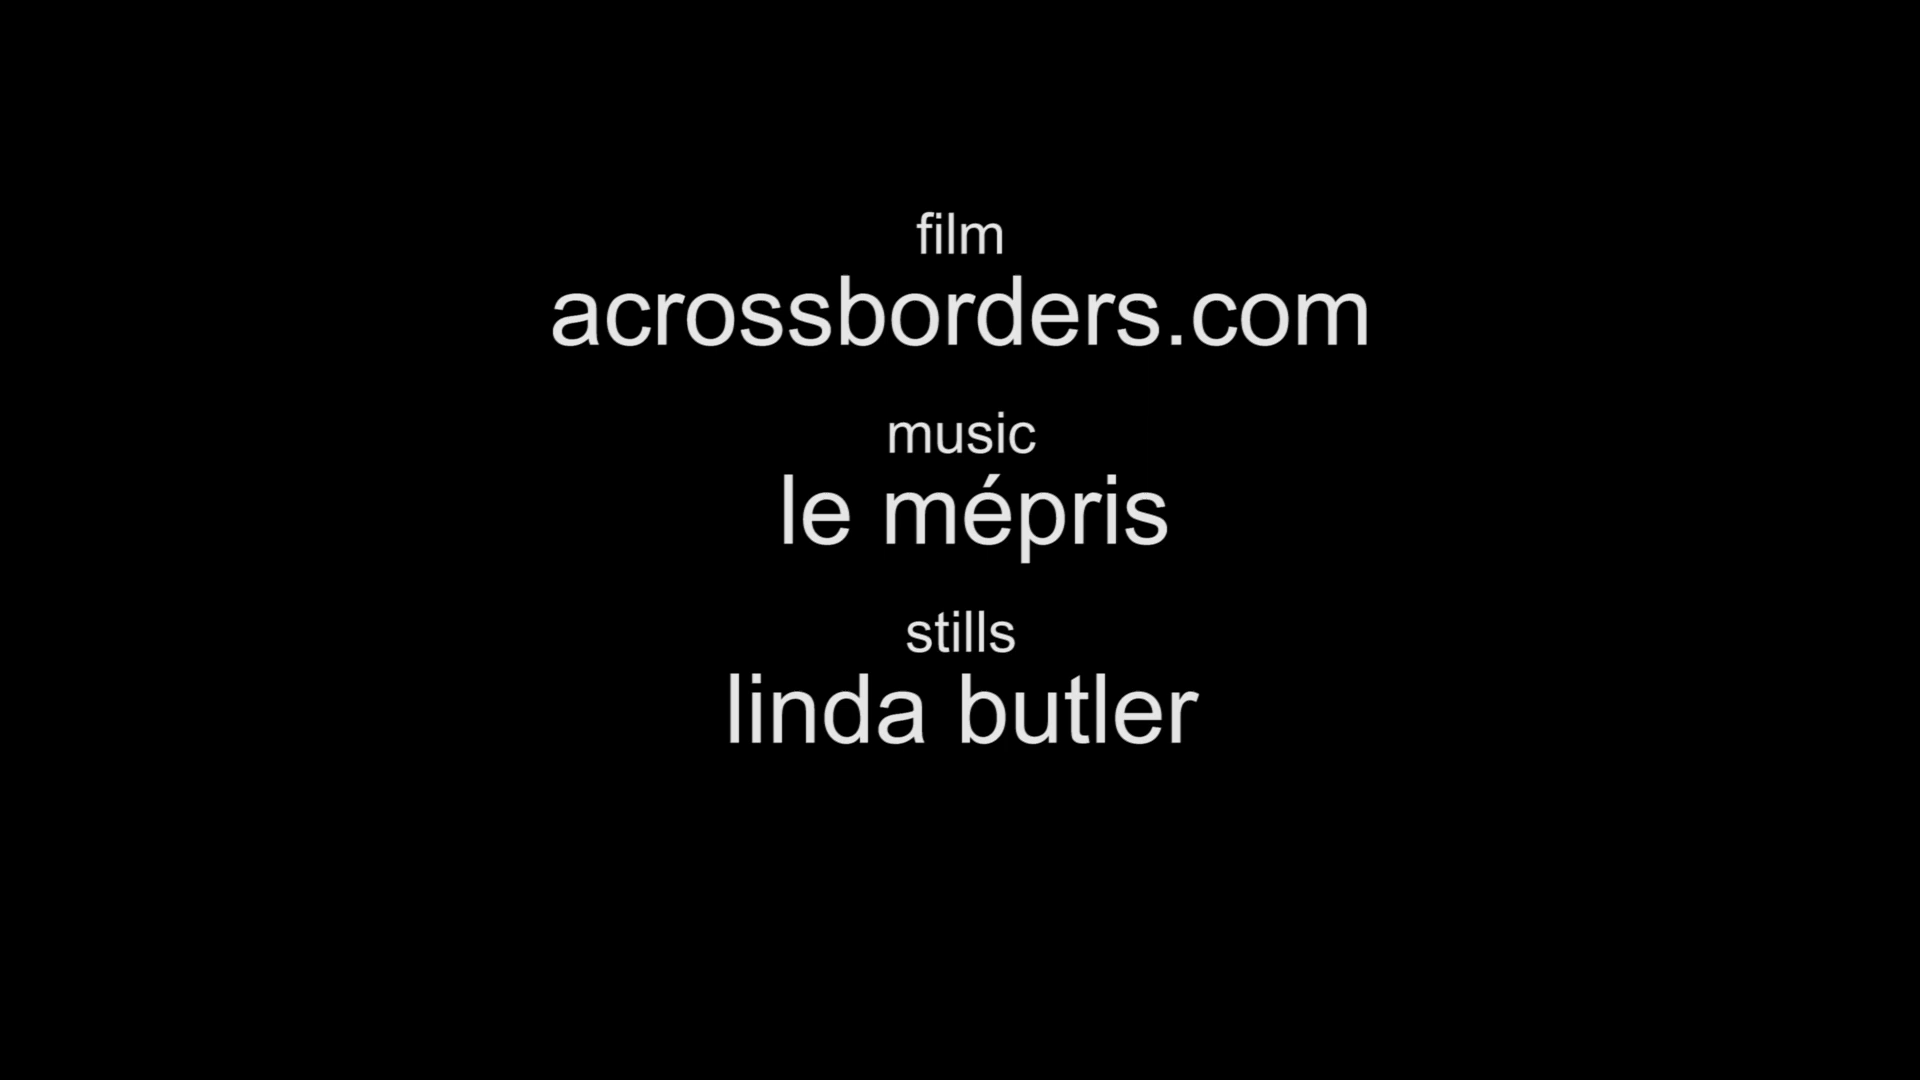 film
acrossborders.com
music
le mépris
stills
linda butler